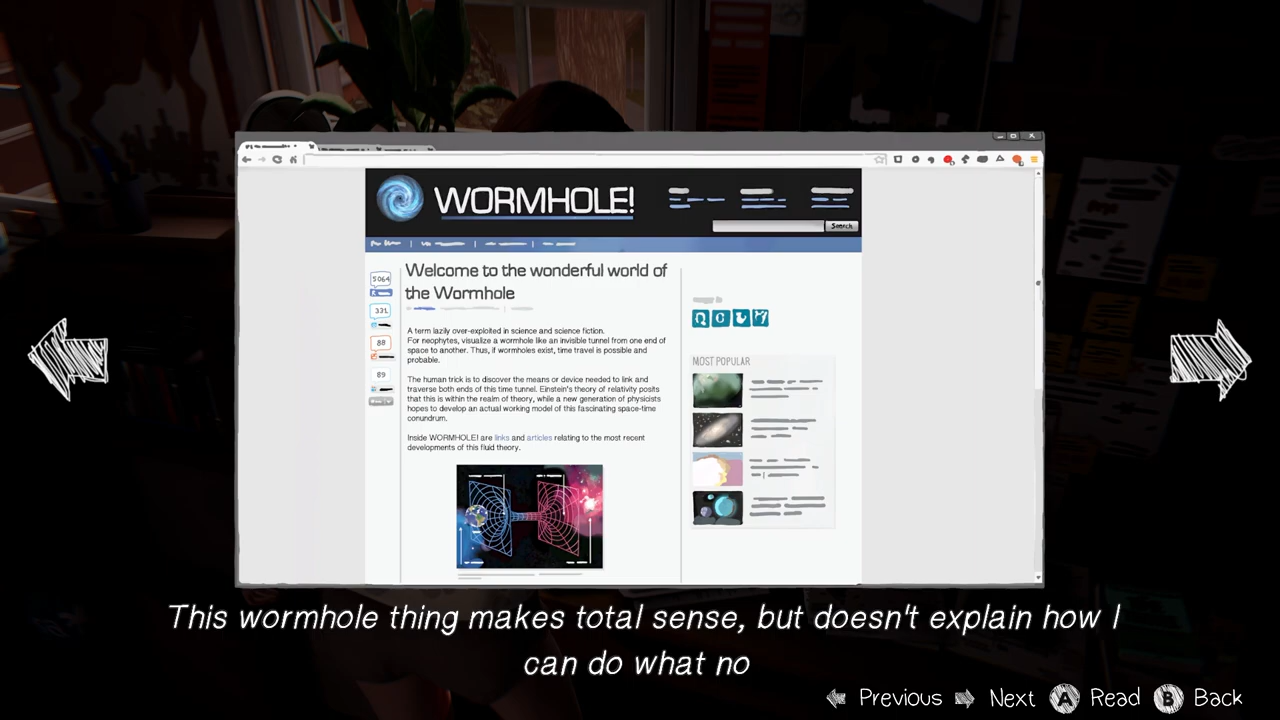 WORMHOLE!
Search
Welcome to the wonderful world of
the Wormhole
5064
331
88
89
A term lazily over-exploited in science and science fiction.
For neophytes, visualize a wormhole like an invisible tunnel from one end of
space to another. Thus, if wormholes exist, time travel is possible and
probable.
The human trick is to discover the means or device needed to link and
traverse both ends of this time tunnel. Einstein's theory of relativity posits
that this is within the realm of theory, while a new generation of physicists
hopes to develop an actual working model of this fascinating space-time
conundrum.
Inside WORMHOLE! are links and articles relating to the most recent
developments of this fluid theory.
MOST POPULAR
This wormhole thing makes total sense, but doesn't explain how I
can do what no
Previous Next A Read B Back